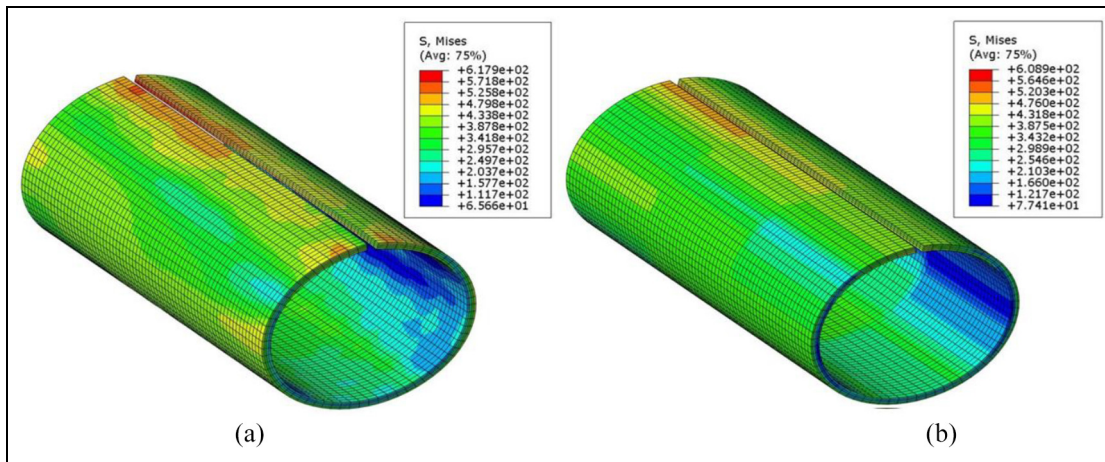 S, Mises
(Avg: 75%)
+6.179e+02
+5.718e+02
+5.258e+02
+4.798e+02
+4.338e+02
+3.878e+02
+3.418e+02
+2.957e+02
+2.497e+02
+2.037e+02
+1.577e+02
+1.117e+02
+6.566e+01
S, Mises
(Avg: 75%)
+6.089e+02
+5.646e+02
+5.203e+02
+4.760e+02
+4.318e+02
+3.875e+02
+3.432e+02
+2.989e+02
+2.546e+02
+2.103e+02
+1.660e+02
+1.217e+02
+7.741e+01
(a)
(b)